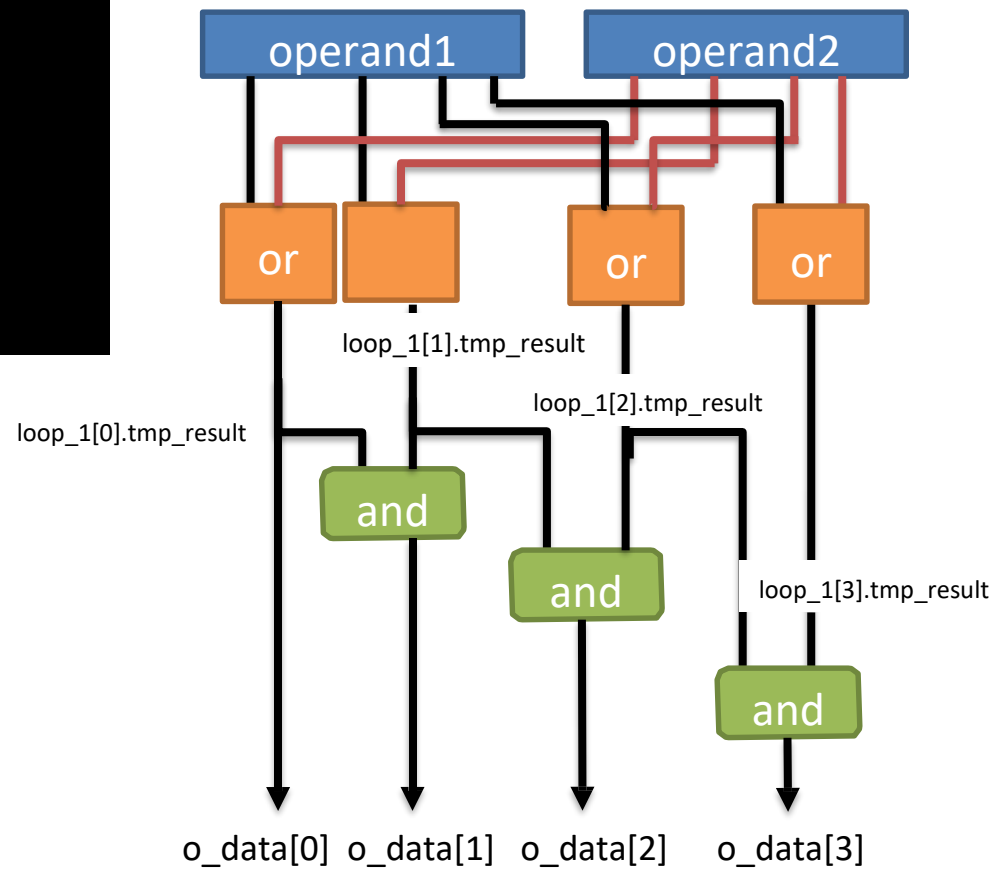 operand1
operand2
or
or
or
loop_1[1].tmp_result
loop_1[2].tmp_result
loop_1[0].tmp_result
and
and
loop_1[3].tmp_result
and
o_data[0]
o_data[1]
o_data[2]
o_data[3]